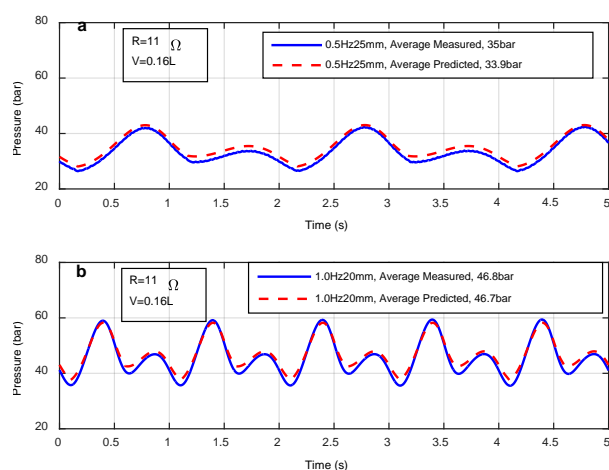 a
80
60
40
20
Pressure (bar)
R=11 Ω
V=0.16L
0.5Hz25mm, Average Measured, 35bar
0.5Hz25mm, Average Predicted, 33.9bar
0 0.5 1 1.5 2 2.5 3 3.5 4 4.5 5
Time (s)
b
80
60
40
20
Pressure (bar)
R=11 Ω
V=0.16L
1.0Hz20mm, Average Measured, 46.8bar
1.0Hz20mm, Average Predicted, 46.7bar
0 0.5 1 1.5 2 2.5 3 3.5 4 4.5 5
Time (s)